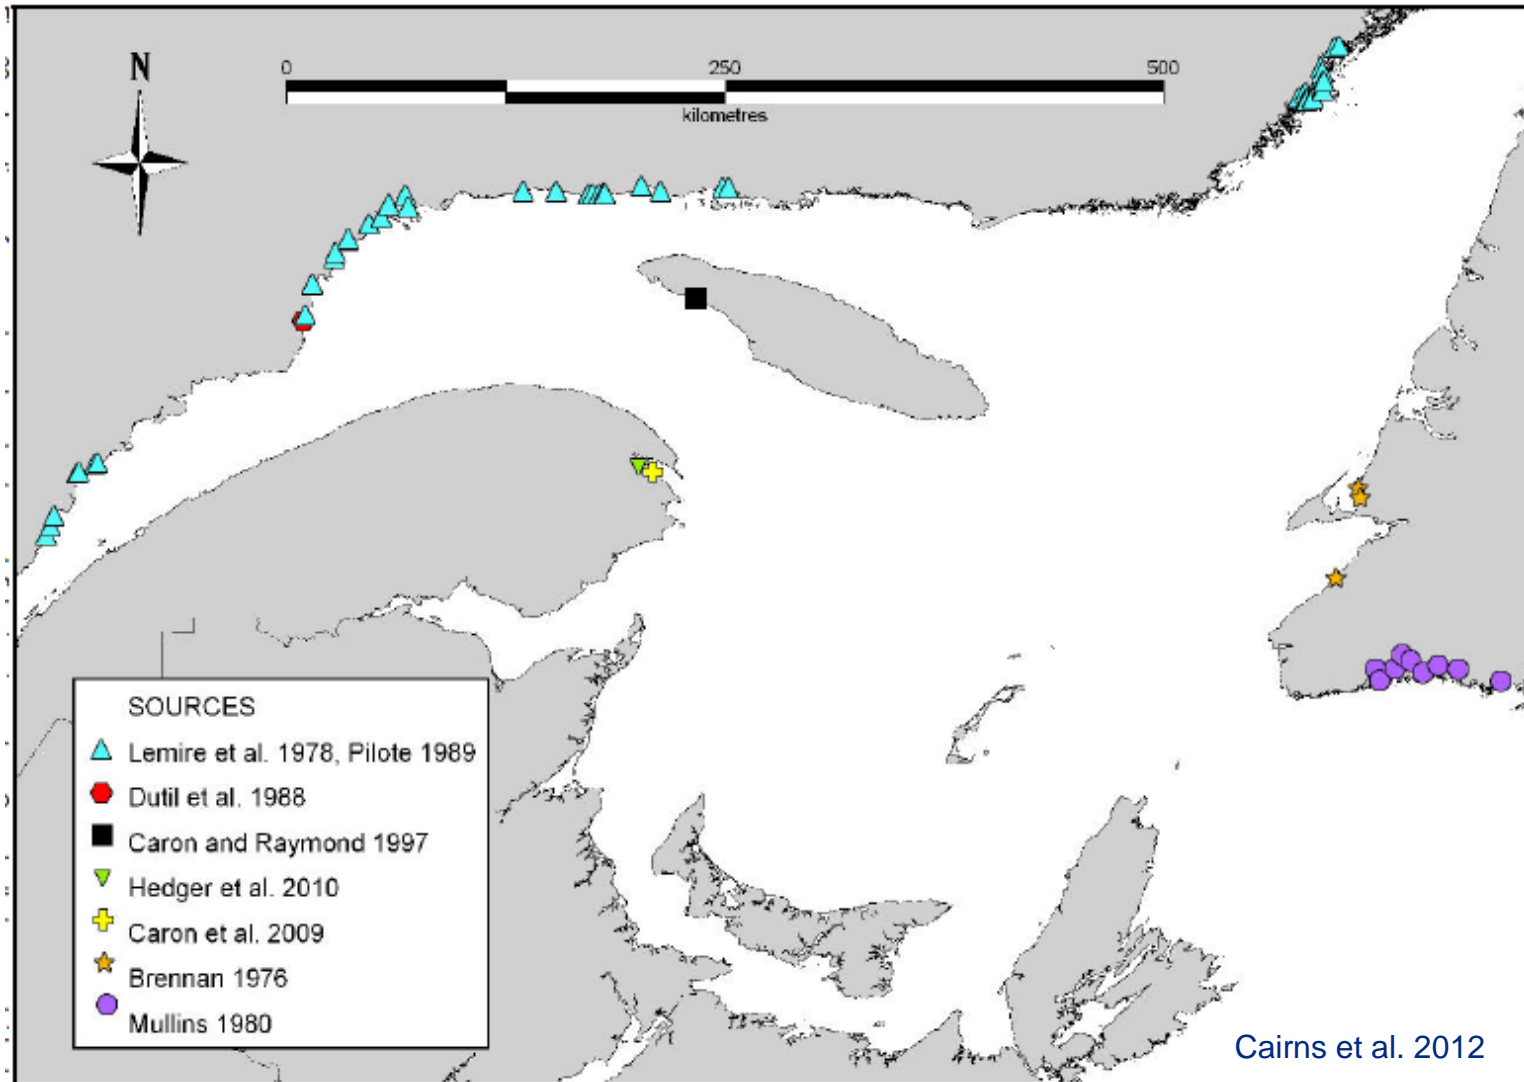 N
0 250 500
kilometres
SOURCES
Lemire et al. 1978, Pilote 1989
Dutil et al. 1988
Caron and Raymond 1997
Hedger et al. 2010
Caron et al. 2009
Brennan 1976
Mullins 1980
Cairns et al. 2012